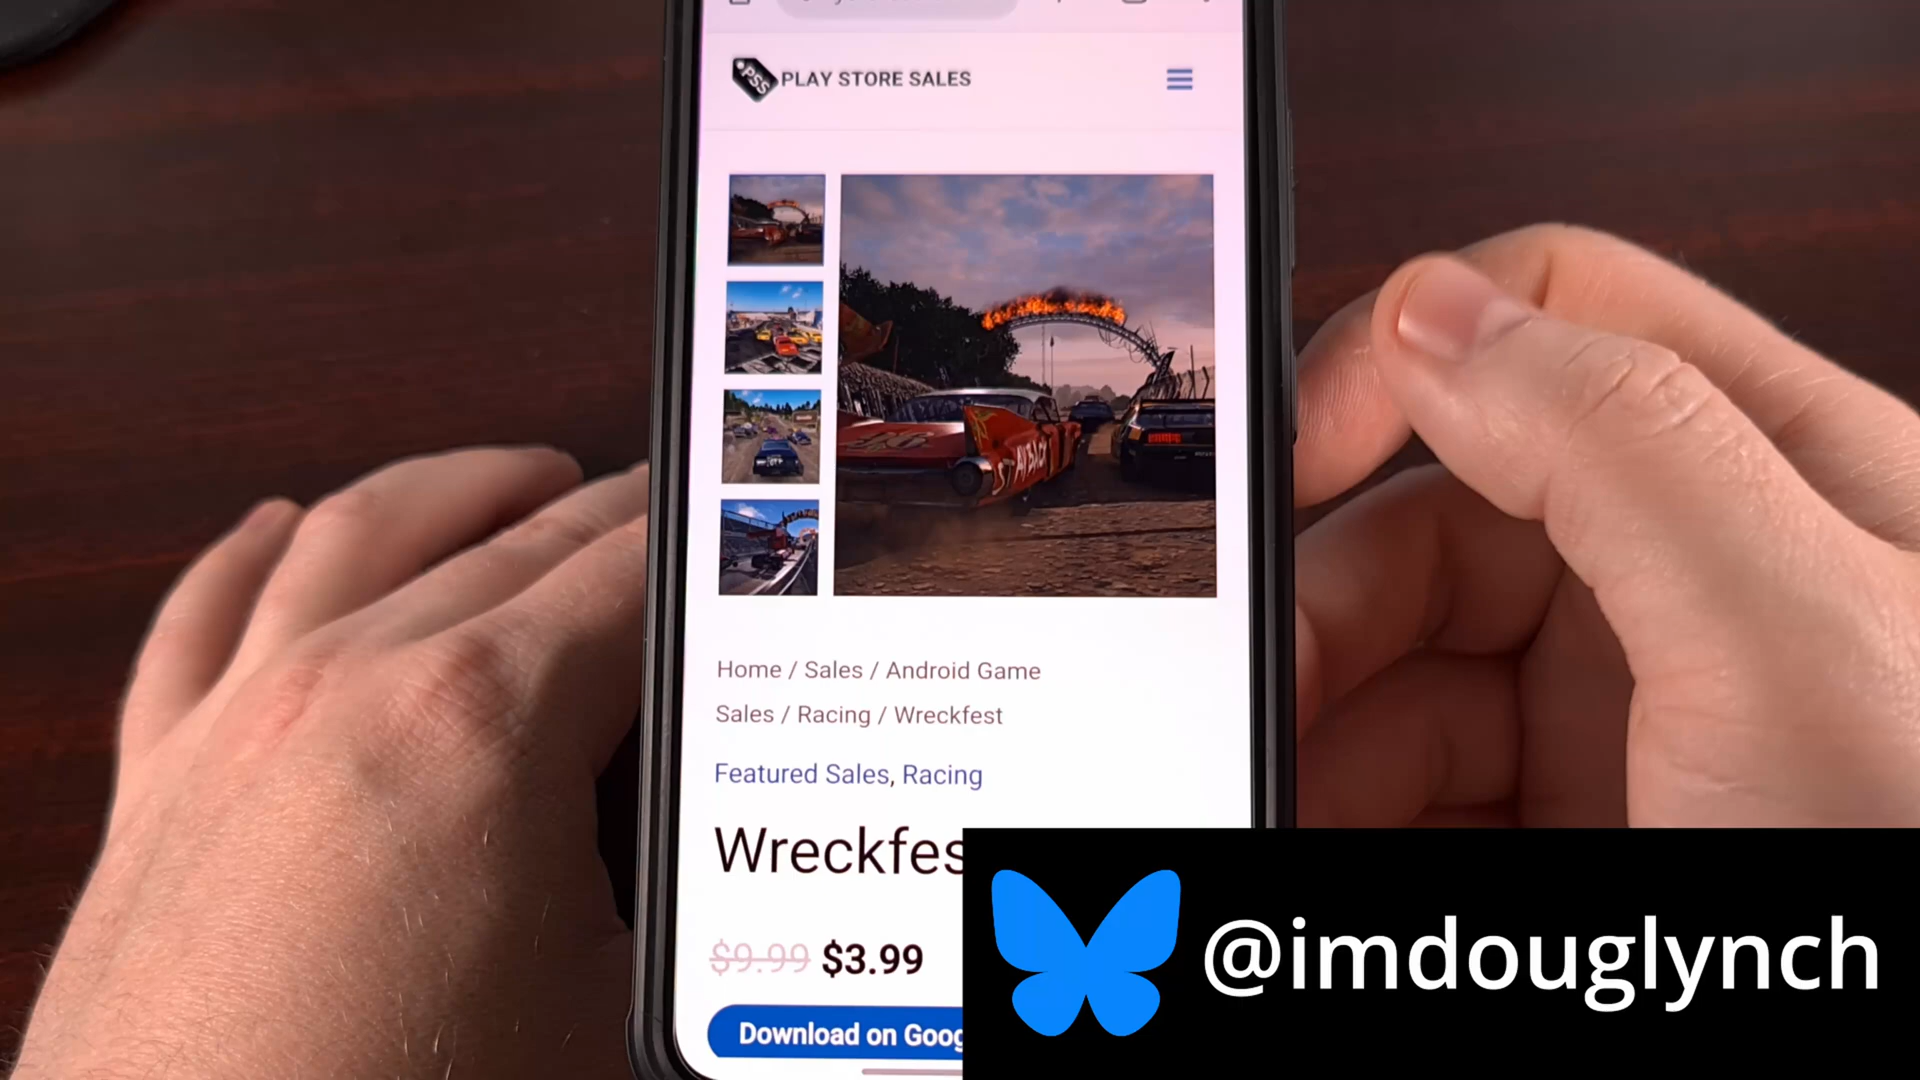 PSS PLAY STORE SALES
Home / Sales / Android Game
Sales / Racing / Wreckfest
Featured Sales, Racing
Wreckfes
$9.99 $3.99
Download on Goog
@imdouglynch